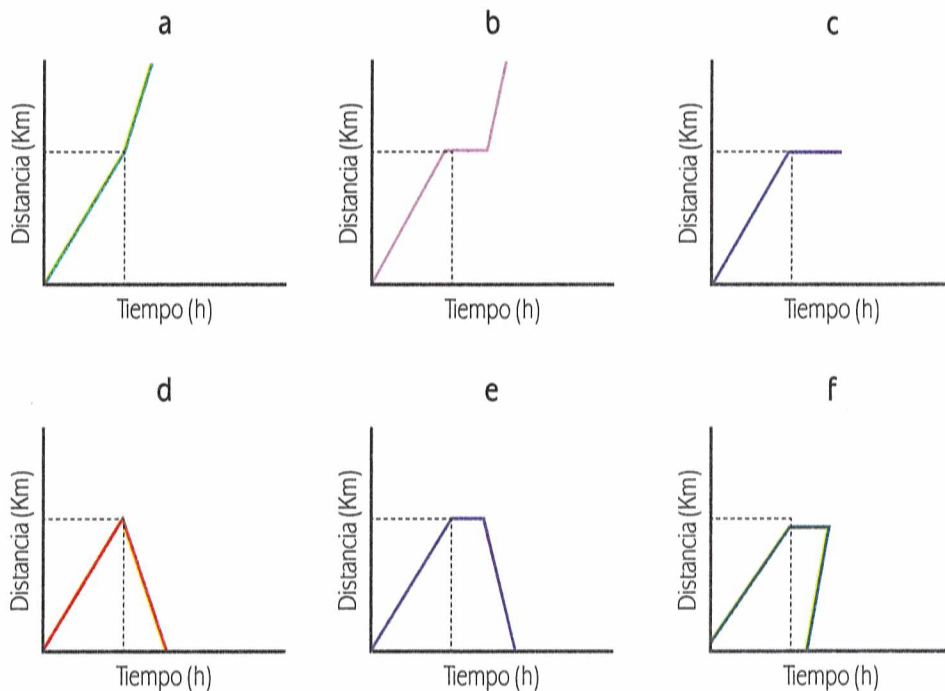 a
b
c
Distancia (Km)
Distancia (Km)
Distancia (Km)
Tiempo (h)
Tiempo (h)
Tiempo (h)
d
e
f
Distancia (Km)
Distancia (Km)
Distancia (Km)
Tiempo (h)
Tiempo (h)
Tiempo (h)